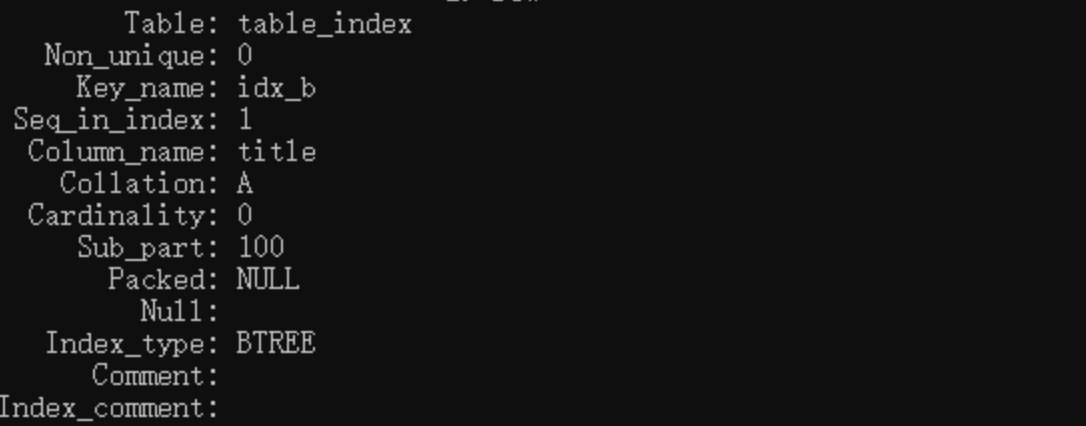 Table: table_index
Non_unique: 0
Key_name: idx_b
Seq_in_index: 1
Column_name: title
Collation: A
Cardinality: 0
Sub_part: 100
Packed: NULL
Null:
Index_type: BTREE
Comment:
Index_comment: